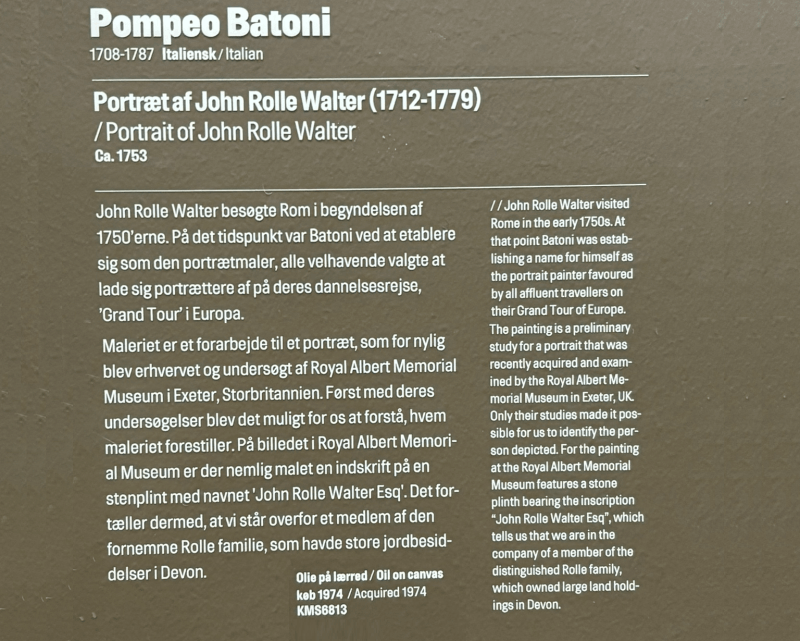 Pompeo Batoni
1708-1787 Italiensk / Italian
Portræt af John Rolle Walter (1712-1779)
/ Portrait of John Rolle Walter
Ca. 1753
John Rolle Walter besøgte Rom i begyndelsen af
1750'erne. På det tidspunkt var Batoni ved at etablere
sig som den portrætmaler, alle velhavende valgte at
lade sig portrættere af på deres dannelsesrejse,
'Grand Tour' i Europa.
Maleriet er et forarbejde til et portræt, som for nylig
blev erhvervet og undersøgt af Royal Albert Memorial
Museum i Exeter, Storbritannien. Først med deres
undersøgelser blev det muligt for os at forstå, hvem
maleriet forestiller. På billedet i Royal Albert Memori-
al Museum er der nemlig malet en indskrift på en
stenplint med navnet 'John Rolle Walter Esq'. Det for-
tæller dermed, at vi står overfor et medlem af den
fornemme Rolle familie, som havde store jordbesid-
delser i Devon.
// John Rolle Walter visited
Rome in the early 1750s. At
that point Batoni was estab-
lishing a name for himself as
the portrait painter favoured
by all affluent travellers on
their Grand Tour of Europe.
The painting is a preliminary
study for a portrait that was
recently acquired and exam-
ined by the Royal Albert Me-
morial Museum in Exeter, UK.
Only their studies made it pos-
sible for us to identify the per-
son depicted. For the painting
at the Royal Albert Memorial
Museum features a stone
plinth bearing the inscription
"John Rolle Walter Esq", which
tells us that we are in the
company of a member of the
distinguished Rolle family,
which owned large land hold-
ings in Devon.
Olie på lærred / Oil on canvas
køb 1974 / Acquired 1974
KMS6813